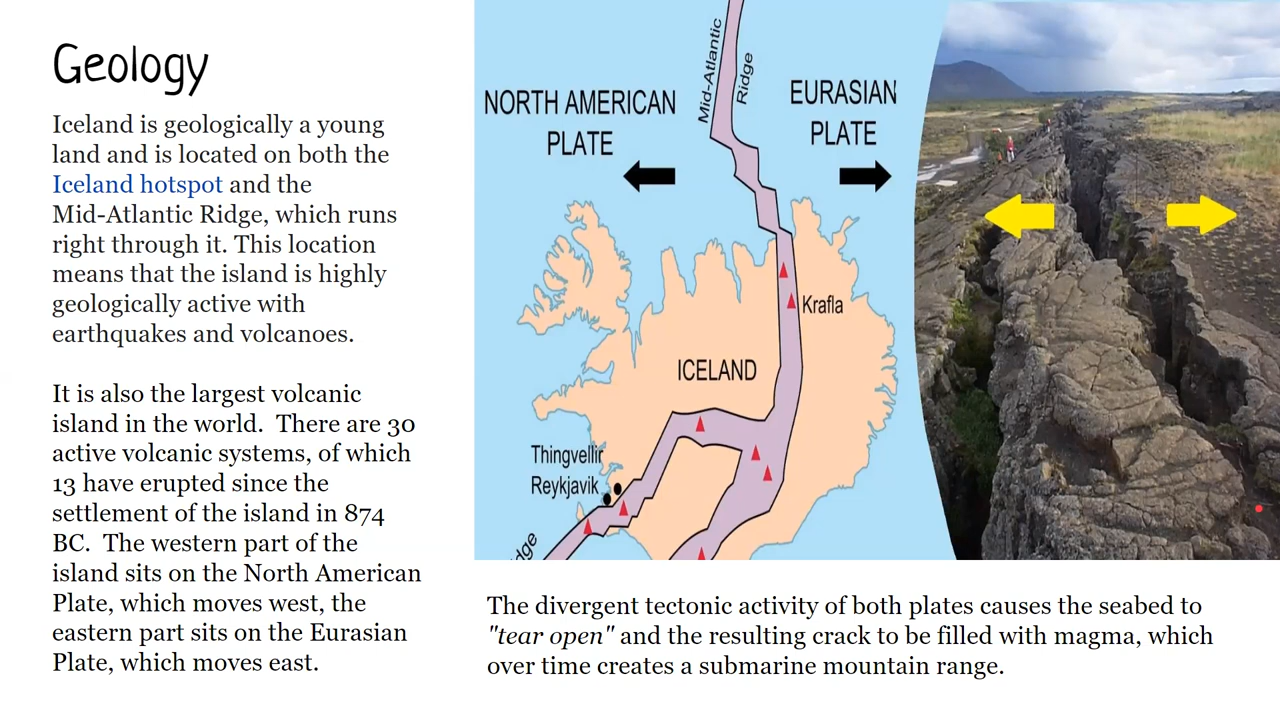 Geology
Iceland is geologically a young
land and is located on both the
Iceland hotspot and the
Mid-Atlantic Ridge, which runs
right through it. This location
means that the island is highly
geologically active with
earthquakes and volcanoes.
It is also the largest volcanic
island in the world.  There are 30
active volcanic systems, of which
13 have erupted since the
settlement of the island in 874
BC.  The western part of the
island sits on the North American
Plate, which moves west, the
eastern part sits on the Eurasian
Plate, which moves east.
Mid-Atlantic
Ridge
NORTH AMERICAN
PLATE
EURASIAN
PLATE
Krafla
ICELAND
Thingvellir
Reykjavik
dge
The divergent tectonic activity of both plates causes the seabed to
"tear open" and the resulting crack to be filled with magma, which
over time creates a submarine mountain range.